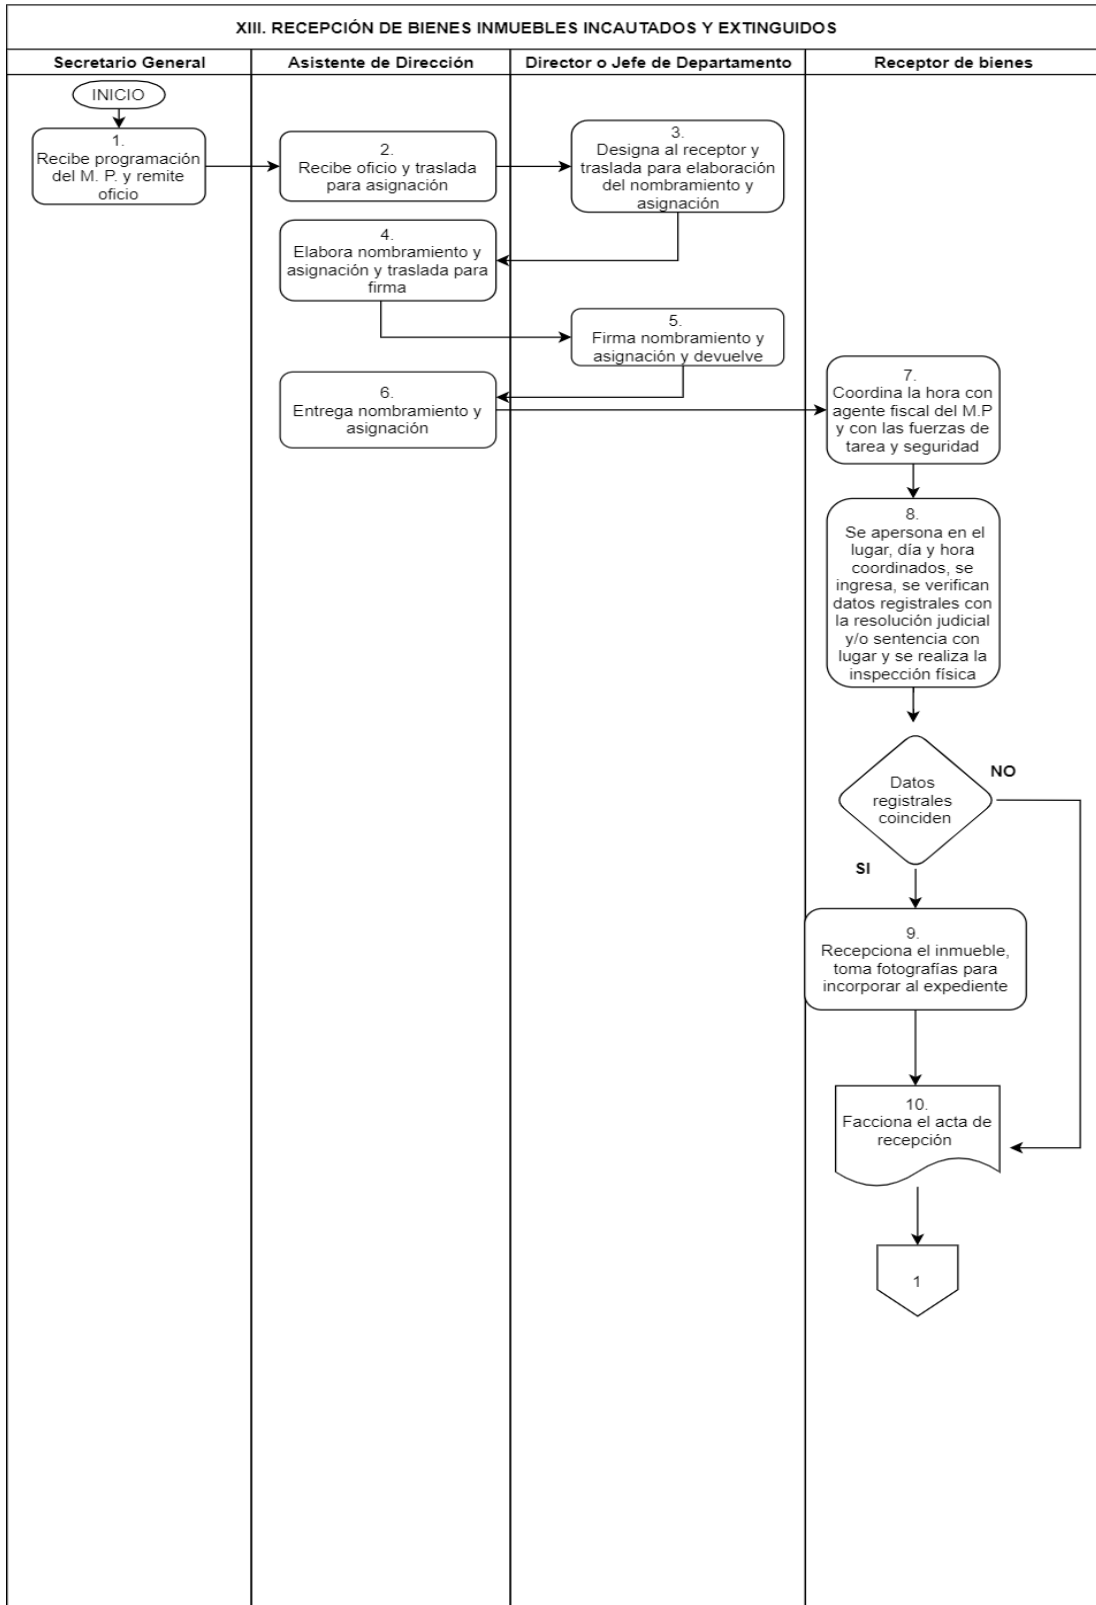 XIII. RECEPCIÓN DE BIENES INMUEBLES INCAUTADOS Y EXTINGUIDOS
Secretario General
Asistente de Dirección
Director o Jefe de Departamento
Receptor de bienes
INICIO
1.
Recibe programación
del M. P. y remite
oficio
2.
Recibe oficio y traslada
para asignación
3.
Designa al receptor y
traslada para elaboración
del nombramiento y
asignación
4.
Elabora nombramiento y
asignación y traslada para
firma
5.
Firma nombramiento y
asignación y devuelve
6.
Entrega nombramiento y
asignación
7.
Coordina la hora con
agente fiscal del M.P
y con las fuerzas de
tarea y seguridad
8.
Se apersona en el
lugar, día y hora
coordinados, se
ingresa, se verifican
datos registrales con
la resolución judicial
y/o sentencia con
lugar y se realiza la
inspección física
Datos
registrales
coinciden
NO
SI
9.
Recepciona el inmueble,
toma fotografías para
incorporar al expediente
10.
Facciona el acta de
recepción
1